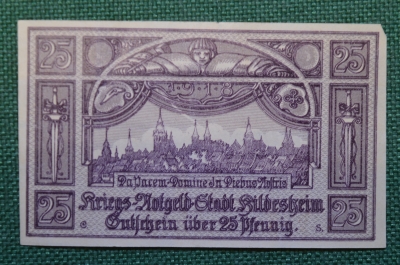 25 25
1918
Da Pacem Domine In Diebus Nostris
Kriegs-Notgeld-Stadt Hildesheim
25 Gutschein über 25 Pfennig. 25
S.